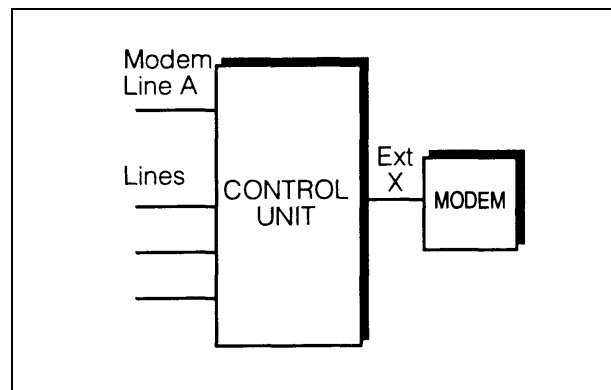 Modem
Line A
Lines
CONTROL
UNIT
Ext
X
MODEM